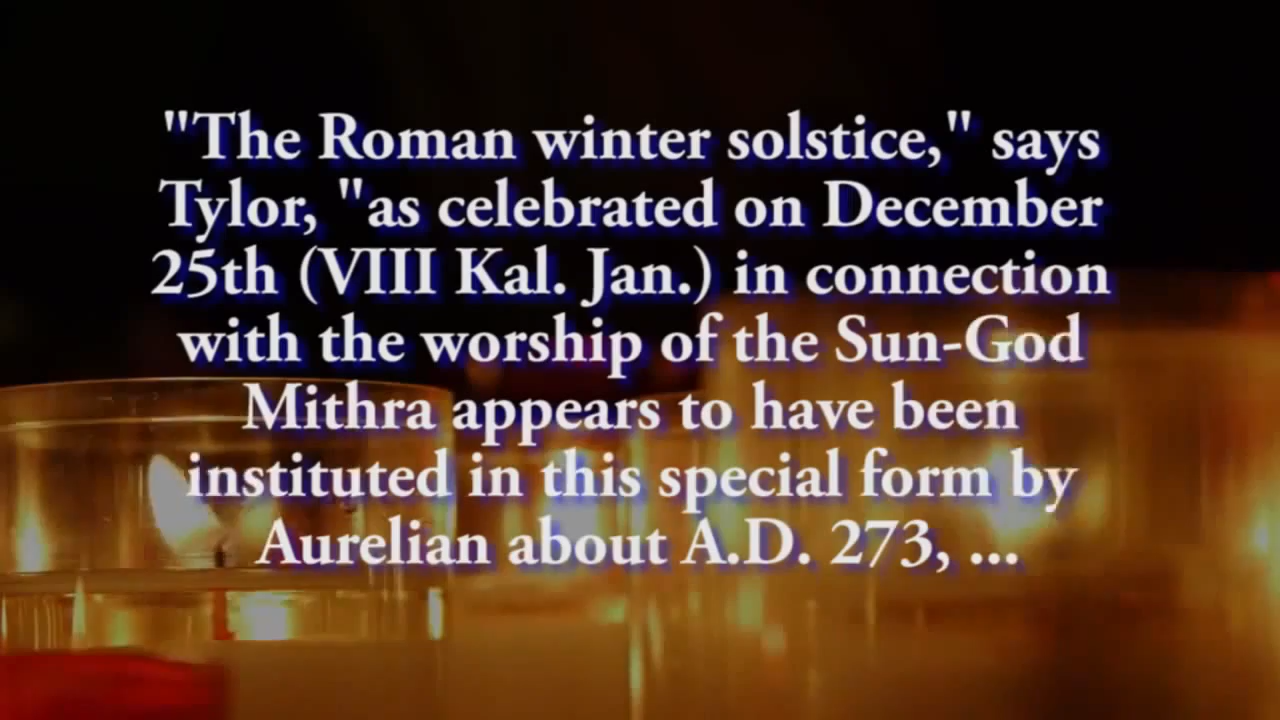 "The Roman winter solstice," says
Tylor, "as celebrated on December
25th (VIII Kal. Jan.) in connection
with the worship of the Sun-God
Mithra appears to have been
instituted in this special form by
Aurelian about A.D. 273, ...